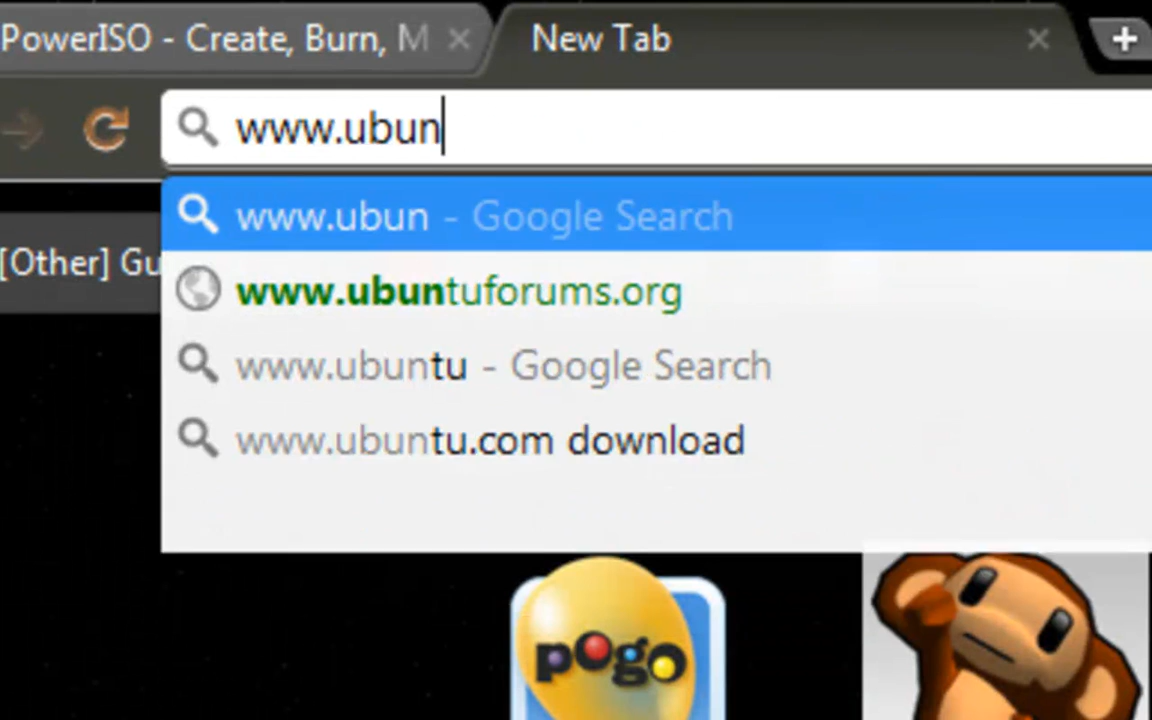 PowerISO - Create, Burn, M
New Tab
www.ubun
www.ubun - Google Search
[Other] Gu
www.ubuntuforums.org
www.ubuntu - Google Search
www.ubuntu.com download
pogo